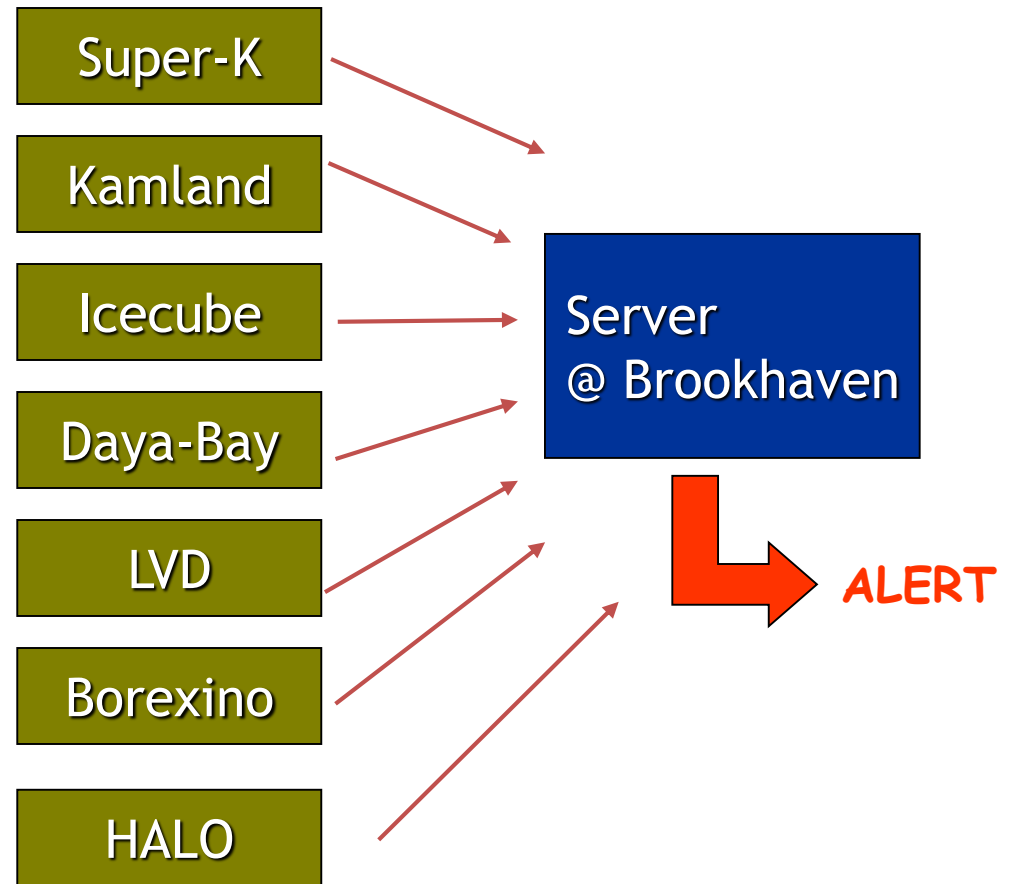 Super-K
Kamland
Icecube
Daya-Bay
LVD
Borexino
HALO
Server
@ Brookhaven
ALERT